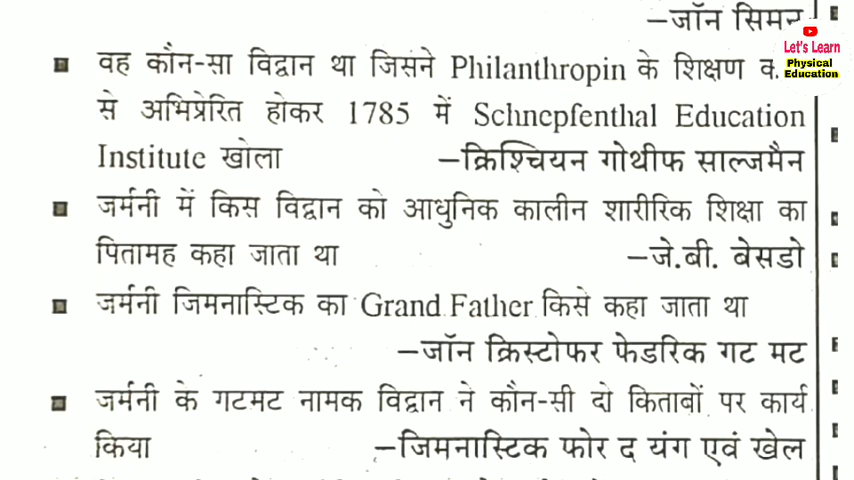 –जॉन सिमन
Let's Learn
Physical
Education
वह कौन-सा विद्वान था जिसने Philanthropin के शिक्षण
से अभिप्रेरित होकर 1785 में Schnepfenthal Education
Institute खोला –क्रिश्चियन गोथीफ साल्जमैन
जर्मनी में किस विद्वान को आधुनिक कालीन शारीरिक शिक्षा का
पितामह कहा जाता था –जे.बी. बेसडो
जर्मनी जिमनास्टिक का Grand Father किसे कहा जाता था
–जॉन क्रिस्टोफर फेडरिक गट मट
जर्मनी के गटमट नामक विद्वान ने कौन-सी दो किताबों पर कार्य
किया –जिमनास्टिक फोर द यंग एवं खेल